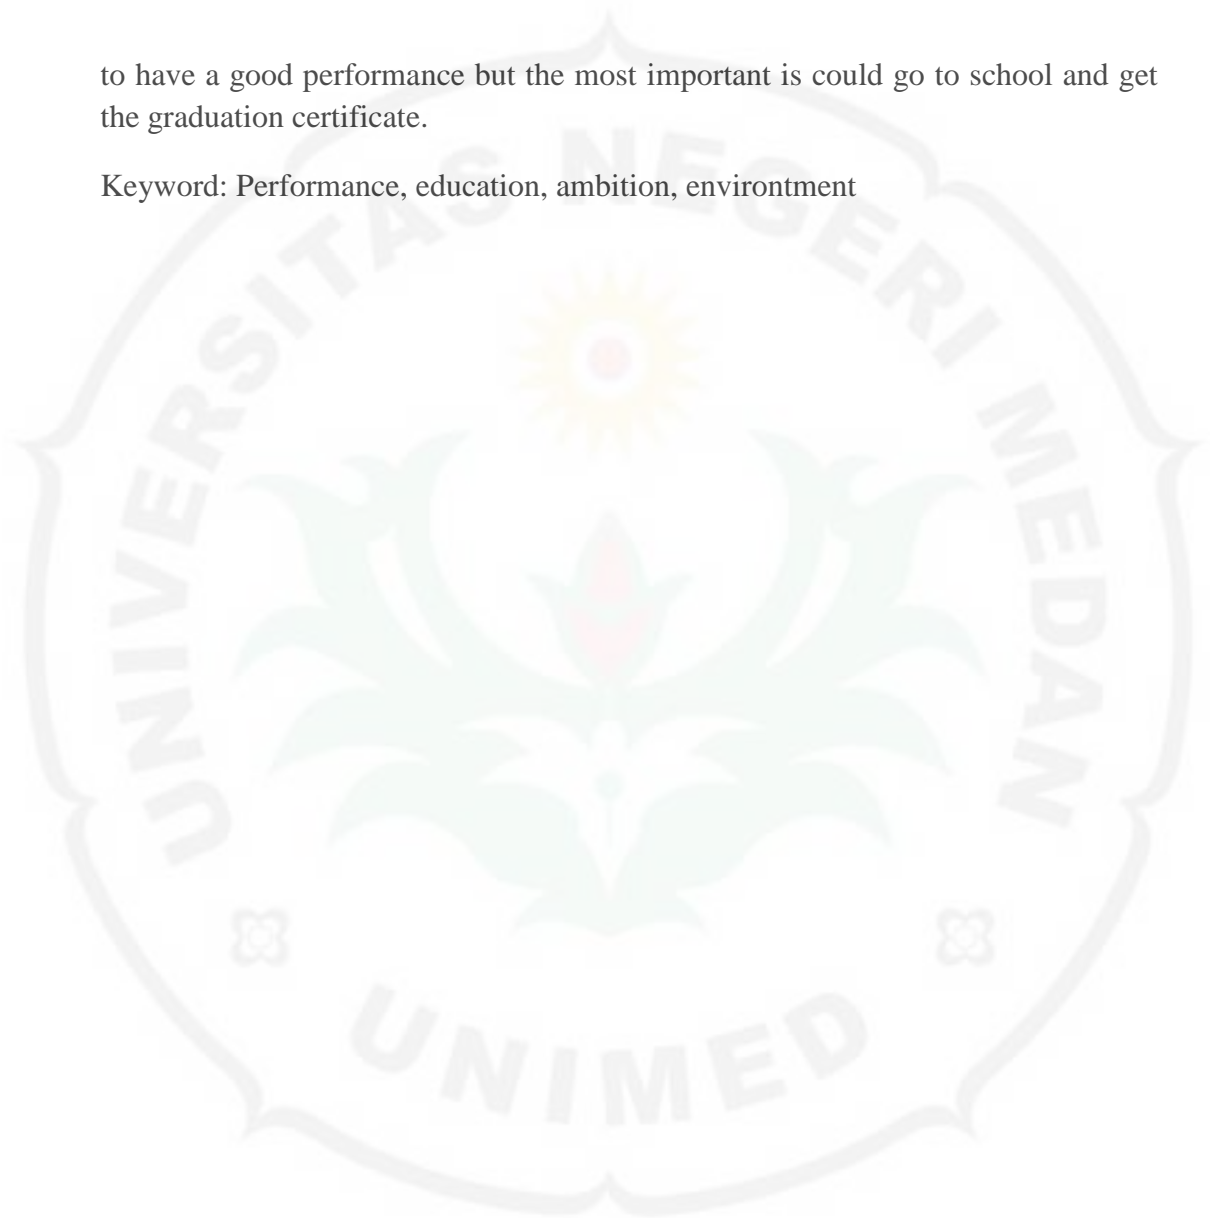 to have a good performance but the most important is could go to school and get
the graduation certificate.
Keyword: Performance, education, ambition, environtment
UNIVERSITAS NEGERI MEDAN
UNIMED